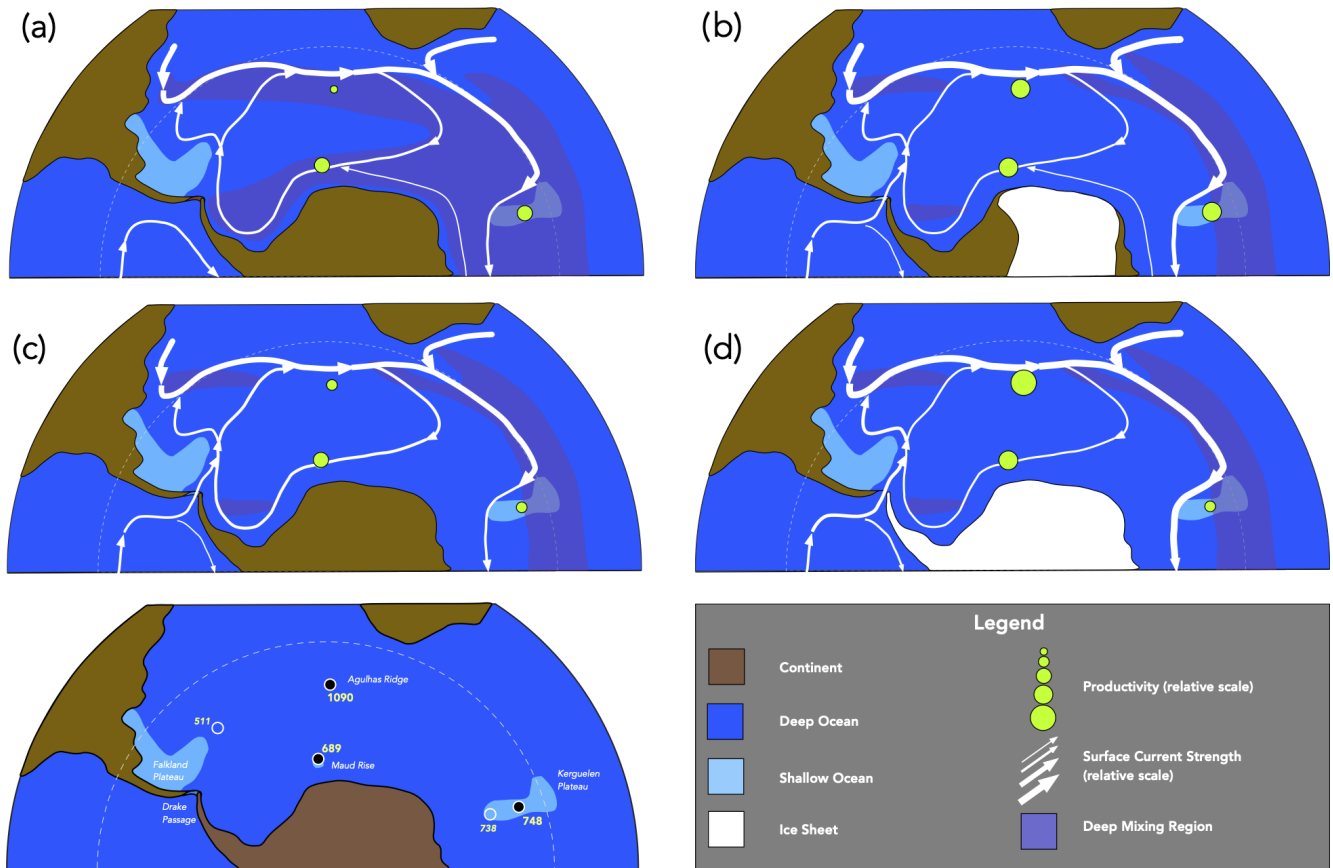 (a)
(b)
(c)
(d)
Agulhas Ridge
1090
511
689
Maud Rise
Falkland
Plateau
Drake
Passage
Kerguelen
Plateau
738
748
Legend
Continent
Deep Ocean
Shallow Ocean
Ice Sheet
Productivity (relative scale)
Surface Current Strength
(relative scale)
Deep Mixing Region